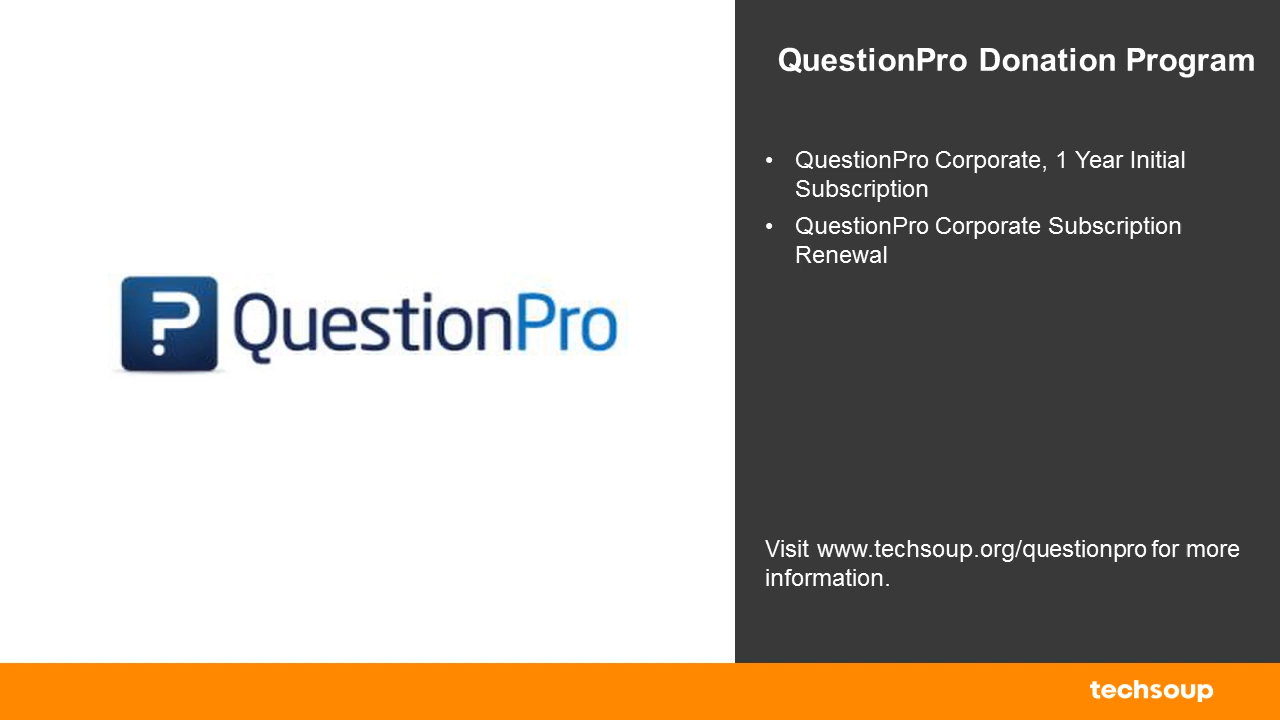 QuestionPro Donation Program
• QuestionPro Corporate, 1 Year Initial
Subscription
• QuestionPro Corporate Subscription
Renewal
? QuestionPro
Visit www.techsoup.org/questionpro for more
information.
techsoup